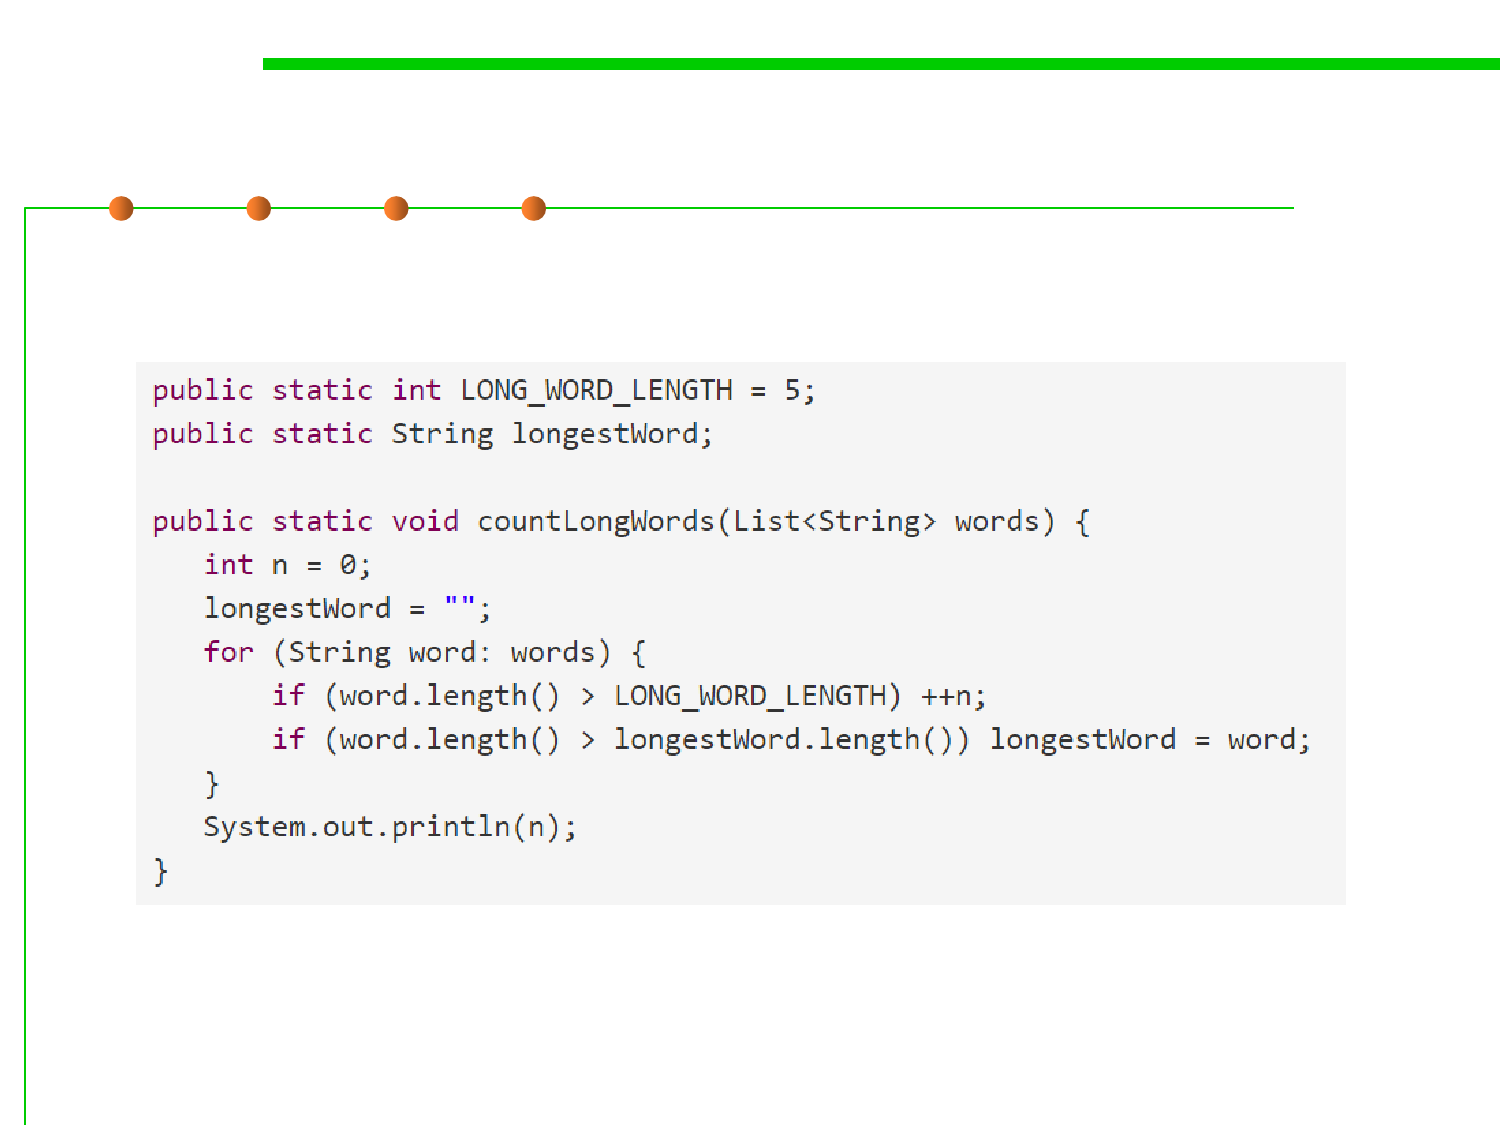 public static int LONG_WORD_LENGTH = 5;
public static String longestWord;

public static void countLongWords(List<String> words) {
   int n = 0;
   longestWord = "";
   for (String word: words) {
       if (word.length() > LONG_WORD_LENGTH) ++n;
       if (word.length() > longestWord.length()) longestWord = word;
   }
   System.out.println(n);
}